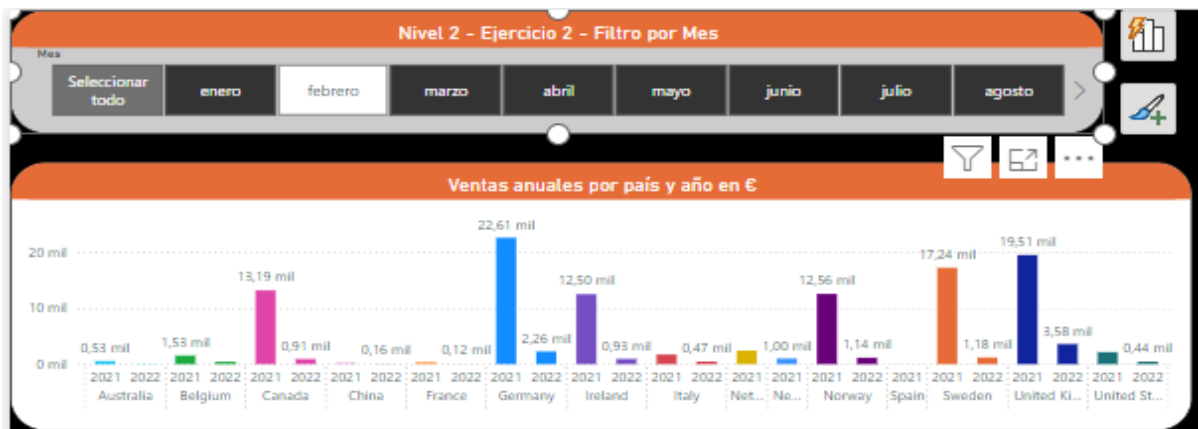 Nivel 2 - Ejercicio 2 - Filtro por Mes
Mes
Seleccionar
todo
enero
febrero
marzo
abril
mayo
junio
julio
agosto
Ventas anuales por país y año en €
22,61 mil
19,51 mil
17,24 mil
20 mil
13,19 mil
12,50 mil
12,56 mil
10 mil
0,53 mil
1,53 mil
0,91 mil
0,16 mil
0,12 mil
2,26 mil
0,93 mil
0,47 mil
1,00 mil
1,14 mil
1,18 mil
3,58 mil
0,44 mil
0 mil
2021 2022 2021 2022 2021 2022 2021 2022 2021 2022 2021 2022 2021 2022 2021 2022 2021 2022 2021 2022 2021 2021 2022 2021 2022 2021 2022
Australia Belgium Canada China France Germany Ireland Italy Net... Ne... Norway Spain Sweden United Ki... United St...